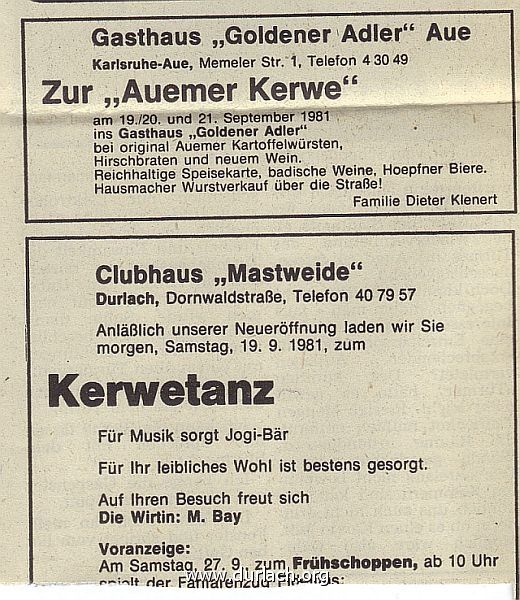 Gasthaus „Goldener Adler“ Aue
Karlsruhe-Aue, Memeler Str. 1, Telefon 4 30 49
Zur „Auemer Kerwe“
am 19./20. und 21. September 1981
ins Gasthaus „Goldener Adler“
bei original Auemer Kartoffelwürsten,
Hirschbraten und neuem Wein.
Reichhaltige Speisekarte, badische Weine, Hoepfner Biere.
Hausmacher Wurstverkauf über die Straße!
Familie Dieter Klenert
Clubhaus „Mastweide“
Durlach, Dornwaldstraße, Telefon 40 79 57
Anläßlich unserer Neueröffnung laden wir Sie
morgen, Samstag, 19. 9. 1981, zum
Kerwetanz
Für Musik sorgt Jogi-Bär
Für Ihr leibliches Wohl ist bestens gesorgt.
Auf Ihren Besuch freut sich
Die Wirtin: M. Bay
Voranzeige:
Am Samstag, 27. 9., zum Frühschoppen, ab 10 Uhr
spielt der Fanfarenzug
www.durlach.org